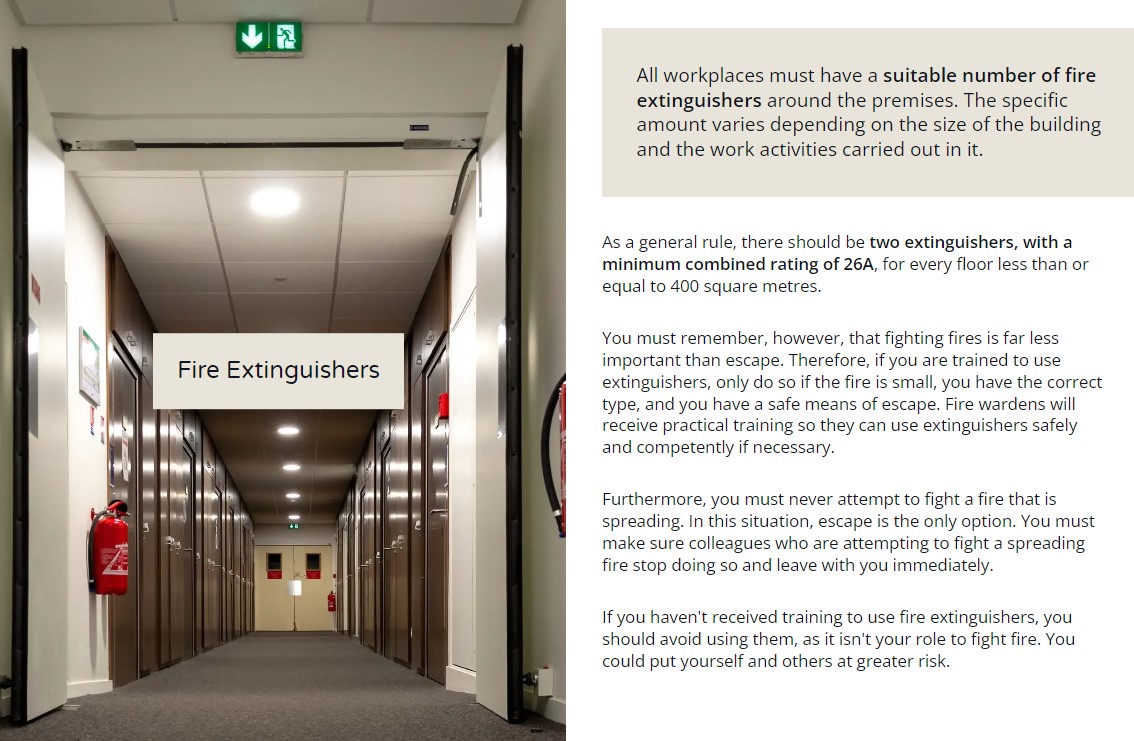 Fire Extinguishers
All workplaces must have a suitable number of fire
extinguishers around the premises. The specific
amount varies depending on the size of the building
and the work activities carried out in it.
As a general rule, there should be two extinguishers, with a
minimum combined rating of 26A, for every floor less than or
equal to 400 square metres.
You must remember, however, that fighting fires is far less
important than escape. Therefore, if you are trained to use
extinguishers, only do so if the fire is small, you have the correct
type, and you have a safe means of escape. Fire wardens will
receive practical training so they can use extinguishers safely
and competently if necessary.
Furthermore, you must never attempt to fight a fire that is
spreading. In this situation, escape is the only option. You must
make sure colleagues who are attempting to fight a spreading
fire stop doing so and leave with you immediately.
If you haven't received training to use fire extinguishers, you
should avoid using them, as it isn't your role to fight fire. You
could put yourself and others at greater risk.